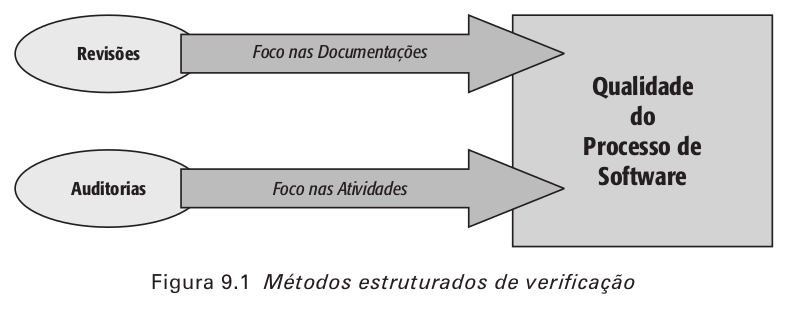 Revisões
Foco nas Documentações
Qualidade
do
Processo de
Software
Auditorias
Foco nas Atividades
Figura 9.1 Métodos estruturados de verificação